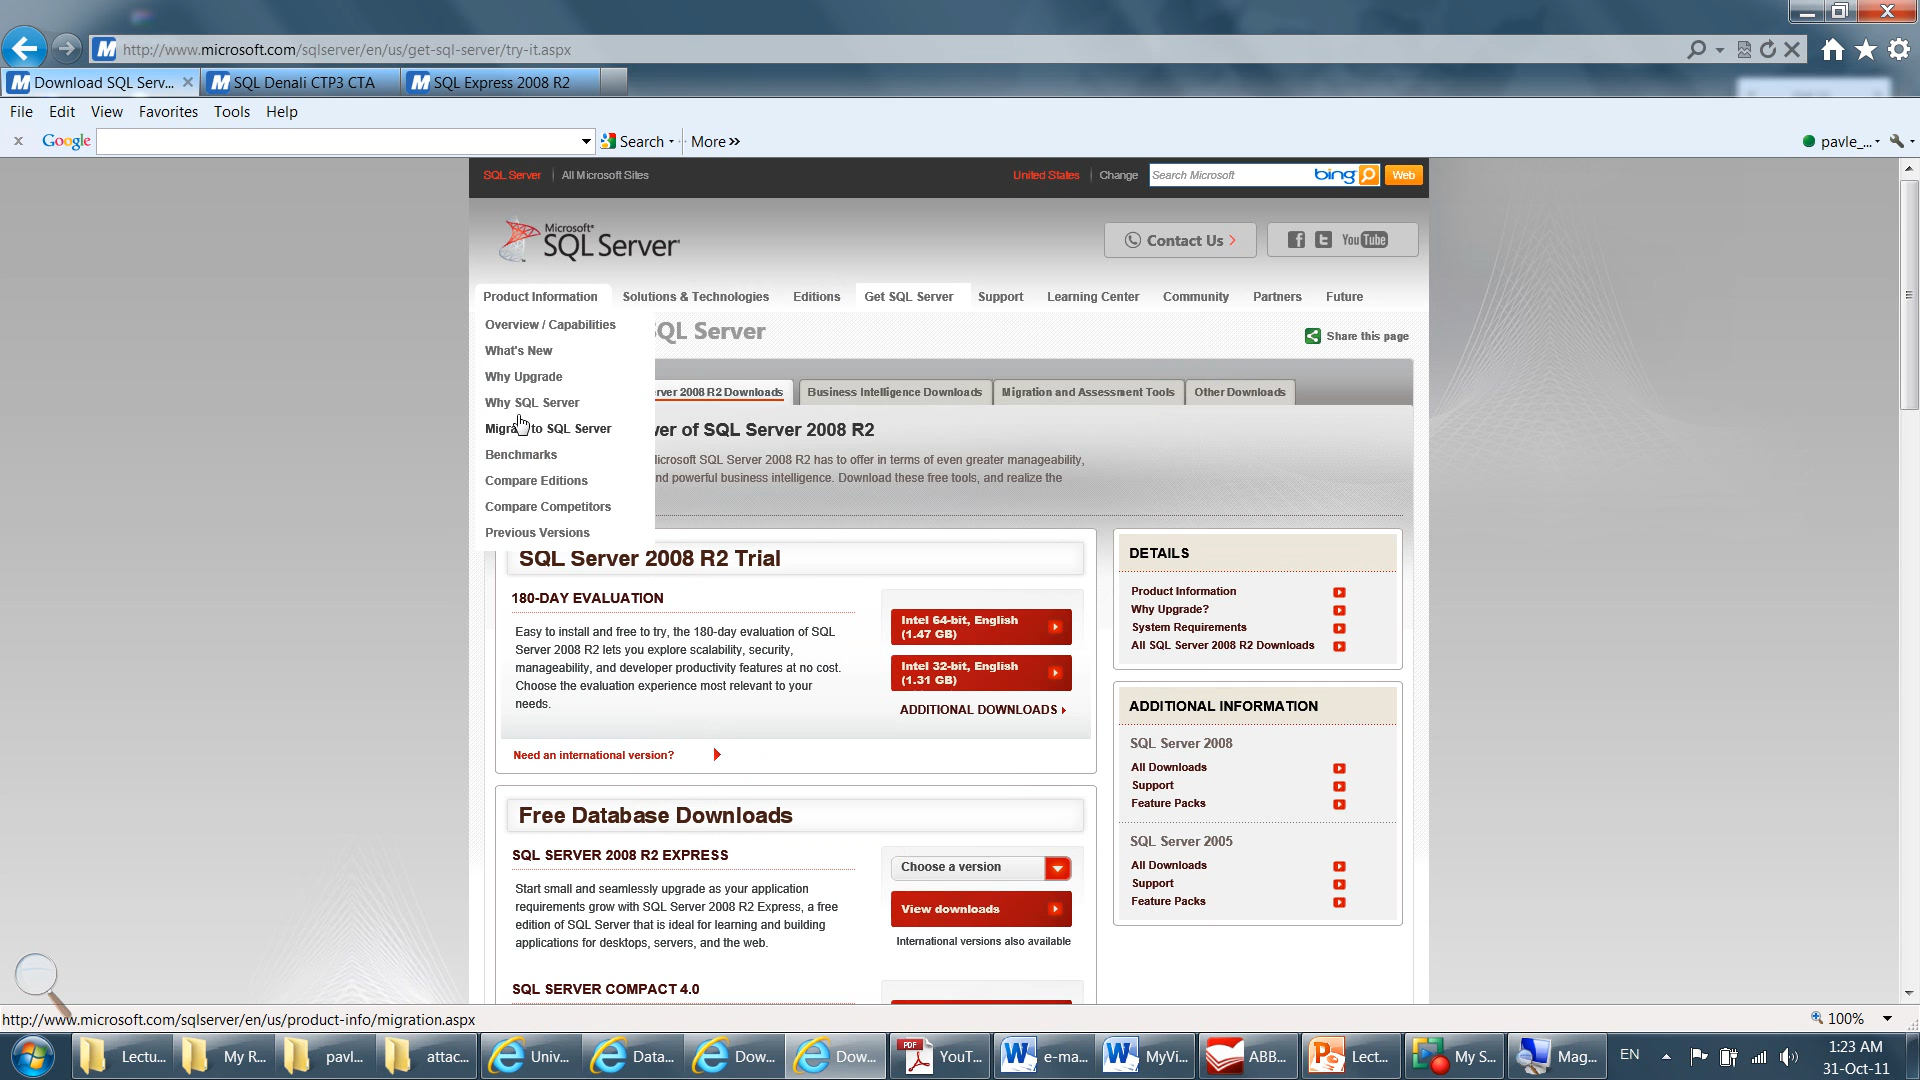 http://www.microsoft.com/sqlserver/en/us/get-sql-server/try-it.aspx
Download SQL Serv...
SQL Denali CTP3 CTA
SQL Express 2008 R2
File Edit View Favorites Tools Help
x Google Search More »
pavle_...
SQL Server All Microsoft Sites
United States Change Search Microsoft bing Web
Microsoft®
SQL Server
Contact Us
You Tube
Product Information Solutions & Technologies Editions Get SQL Server Support Learning Center Community Partners Future
Overview / Capabilities
What's New
Why Upgrade
Why SQL Server
to SQL Server
Benchmarks
Compare Editions
Compare Competitors
Previous Versions
SQL Server
Share this page
2008 R2 Downloads Business Intelligence Downloads Migration and Assessment Tools Other Downloads
of SQL Server 2008 R2
Microsoft SQL Server 2008 R2 has to offer in terms of even greater manageability,
powerful business intelligence. Download these free tools, and realize the
SQL Server 2008 R2 Trial
180-DAY EVALUATION
Easy to install and free to try, the 180-day evaluation of SQL
Server 2008 R2 lets you explore scalability, security,
manageability, and developer productivity features at no cost.
Choose the evaluation experience most relevant to your
needs.
Intel 64-bit, English
(1.47 GB)
Intel 32-bit, English
(1.31 GB)
ADDITIONAL DOWNLOADS
Need an international version?
Free Database Downloads
SQL SERVER 2008 R2 EXPRESS
Start small and seamlessly upgrade as your application
requirements grow with SQL Server 2008 R2 Express, a free
edition of SQL Server that is ideal for learning and building
applications for desktops, servers, and the web.
Choose a version
View downloads
International versions also available
SQL SERVER COMPACT 4.0
DETAILS
Product Information
Why Upgrade?
System Requirements
All SQL Server 2008 R2 Downloads
ADDITIONAL INFORMATION
SQL Server 2008
All Downloads
Support
Feature Packs
SQL Server 2005
All Downloads
Support
Feature Packs
http://www.microsoft.com/sqlserver/en/us/product-info/migration.aspx
100%
Lectu... My R... pavl... attac... Univ... Data... Dow... Dow... PDF YouT... e-ma... MyVi... ABB... Lect... My S... Mag... EN
1:23 AM
31-Oct-11